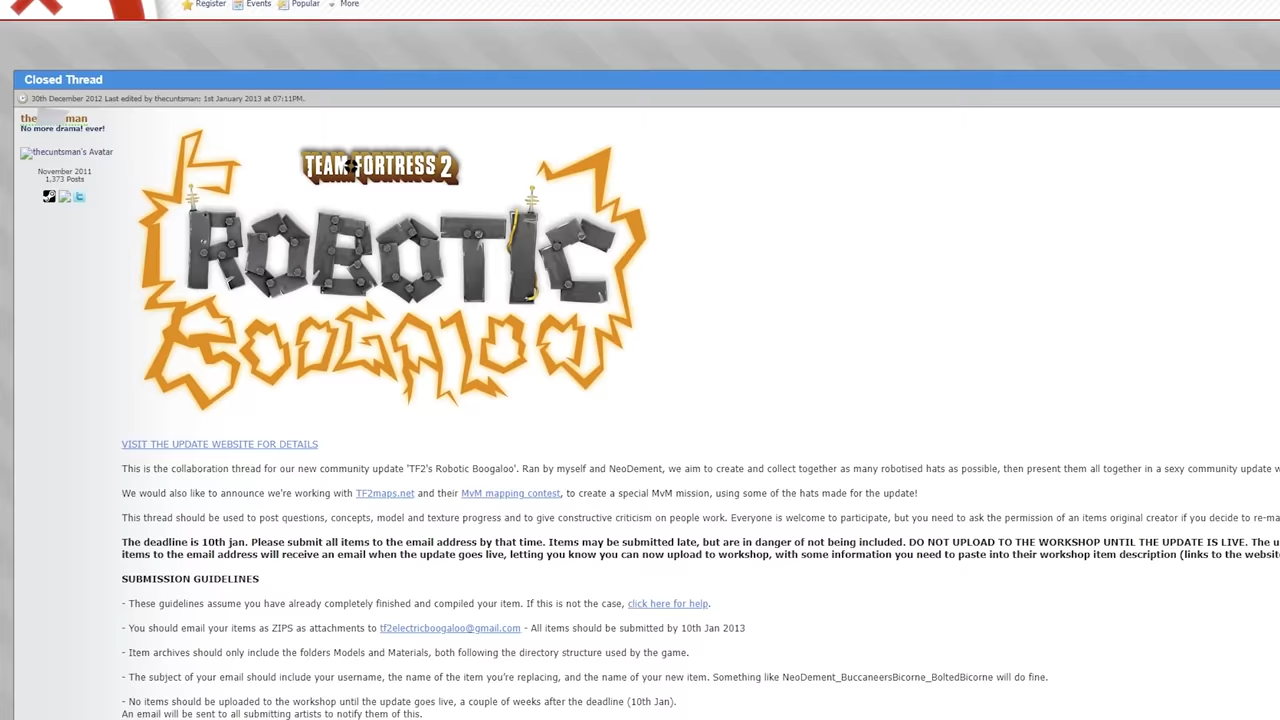 Register Events Popular More
Closed Thread
30th December 2012 Last edited by thecuntsman; 1st January 2013 at 07:11PM.
the man
No more drama! ever!
thecuntsman's Avatar
November 2011
1,373 Posts
TEAM FORTRESS 2
ROBOTIC
BOOGALOO
VISIT THE UPDATE WEBSITE FOR DETAILS
This is the collaboration thread for our new community update 'TF2's Robotic Boogaloo'. Ran by myself and NeoDement, we aim to create and collect together as many robotised hats as possible, then present them all together in a sexy community update w
We would also like to announce we're working with TF2maps.net and their MvM mapping contest, to create a special MvM mission, using some of the hats made for the update!
This thread should be used to post questions, concepts, model and texture progress and to give constructive criticism on people work. Everyone is welcome to participate, but you need to ask the permission of an items original creator if you decide to re-ma
The deadline is 10th jan. Please submit all items to the email address by that time. Items may be submitted late, but are in danger of not being included. DO NOT UPLOAD TO THE WORKSHOP UNTIL THE UPDATE IS LIVE. The u
items to the email address will receive an email when the update goes live, letting you know you can now upload to workshop, with some information you need to paste into their workshop item description (links to the website
SUBMISSION GUIDELINES
- These guidelines assume you have already completely finished and compiled your item. If this is not the case, click here for help.
- You should email your items as ZIPS as attachments to tf2electricboogaloo@gmail.com - All items should be submitted by 10th Jan 2013
- Item archives should only include the folders Models and Materials, both following the directory structure used by the game.
- The subject of your email should include your username, the name of the item you're replacing, and the name of your new item. Something like NeoDement_BuccaneersBicorne_BoltedBicorne will do fine.
- No items should be uploaded to the workshop until the update goes live, a couple of weeks after the deadline (10th Jan).
An email will be sent to all submitting artists to notify them of this.